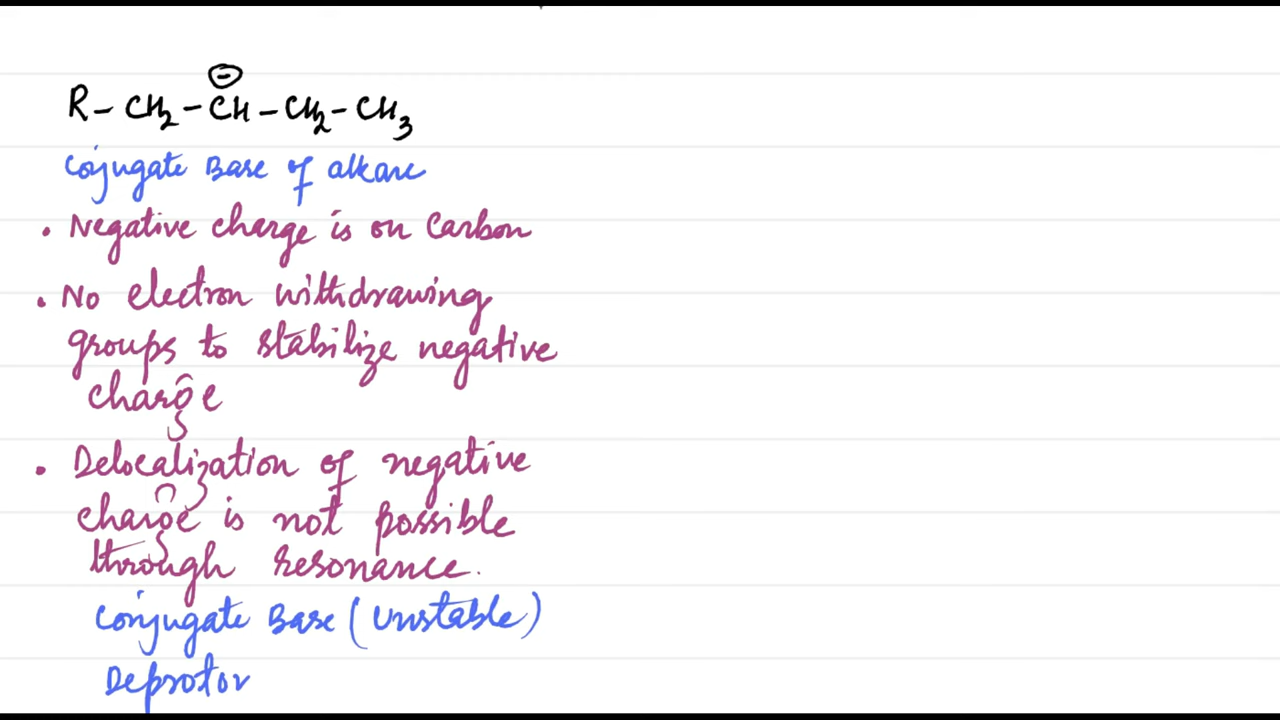 ⊖
R – CH₂ – CH – CH₂ – CH₃
Conjugate Base of alkane
• Negative charge is on Carbon
• No electron withdrawing
groups to stabilize negative
charge
• Delocalization of negative
charge is not possible
through resonance.
Conjugate Base (Unstable)
Deproton